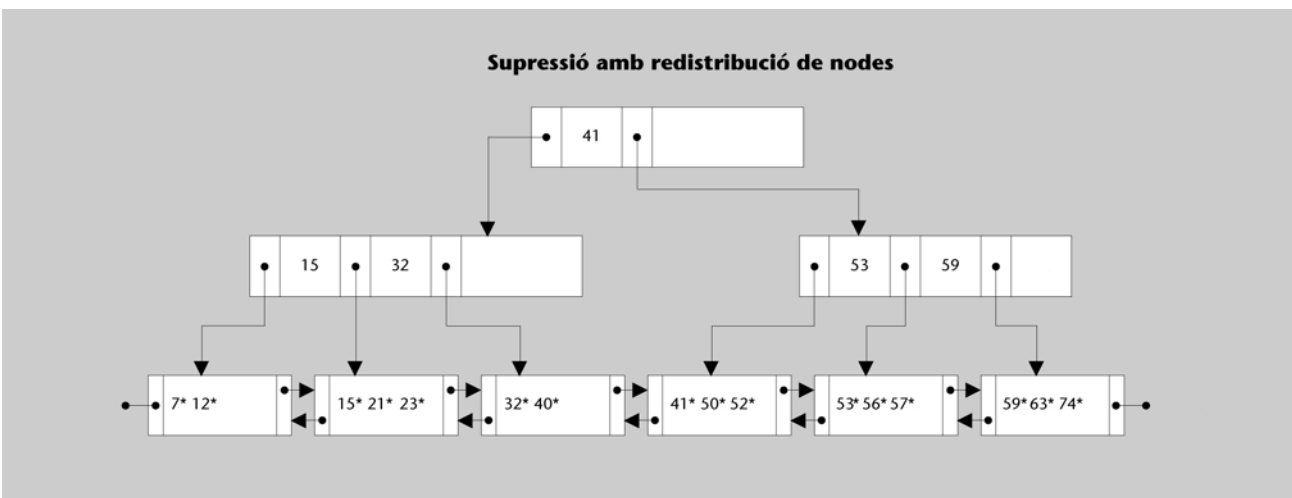 Supressió amb redistribució de nodes
41
15 32
53 59
7* 12*
15* 21* 23*
32* 40*
41* 50* 52*
53* 56* 57*
59* 63* 74*